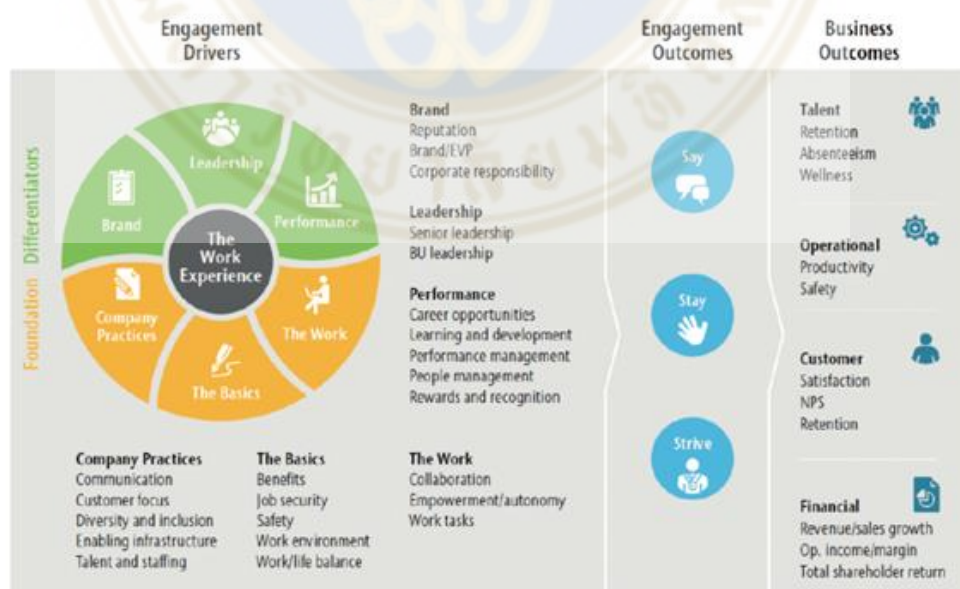 Engagement
Drivers
Engagement
Outcomes
Business
Outcomes
Differentiators
Foundation
Leadership
Brand
Performance
The
Work
Experience
Company
Practices
The Work
The Basics
Brand
Reputation
Brand/EVP
Corporate responsibility
Leadership
Senior leadership
BU leadership
Performance
Career opportunities
Learning and development
Performance management
People management
Rewards and recognition
Company Practices
Communication
Customer focus
Diversity and inclusion
Enabling infrastructure
Talent and staffing
The Basics
Benefits
Job security
Safety
Work environment
Work/life balance
The Work
Collaboration
Empowerment/autonomy
Work tasks
Say
Stay
Strive
Talent
Retention
Absenteeism
Wellness
Operational
Productivity
Safety
Customer
Satisfaction
NPS
Retention
Financial
Revenue/sales growth
Op. income/margin
Total shareholder return